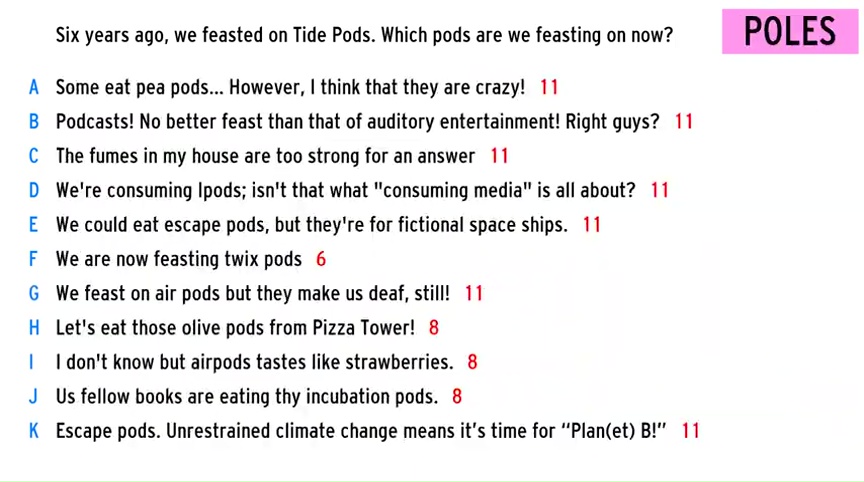 Six years ago, we feasted on Tide Pods. Which pods are we feasting on now?
POLES
A Some eat pea pods... However, I think that they are crazy! 11
B Podcasts! No better feast than that of auditory entertainment! Right guys? 11
C The fumes in my house are too strong for an answer 11
D We're consuming Ipods; isn't that what "consuming media" is all about? 11
E We could eat escape pods, but they're for fictional space ships. 11
F We are now feasting twix pods 6
G We feast on air pods but they make us deaf, still! 11
H Let's eat those olive pods from Pizza Tower! 8
I I don't know but airpods tastes like strawberries. 8
J Us fellow books are eating thy incubation pods. 8
K Escape pods. Unrestrained climate change means it’s time for “Plan(et) B!” 11